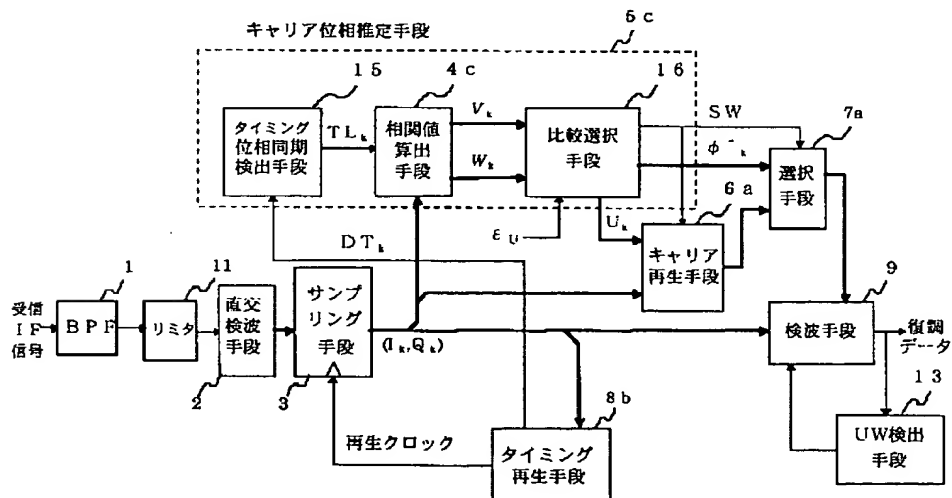 キャリア位相推定手段
5c
15
4c
16
タイミング
位相同期
検出手段
TLk
相関値
算出
手段
Vk
Wk
比較選択
手段
SW
φ^k
7a
選択
手段
6a
Uk
εU
キャリア
再生手段
DTk
1
11
受信
IF
信号
BPF
リミタ
直交
検波
手段
2
サンプ
リング
手段
3
(Ik,Qk)
9
検波手段
復調
データ
13
UW検出
手段
8b
再生クロック
タイミング
再生手段